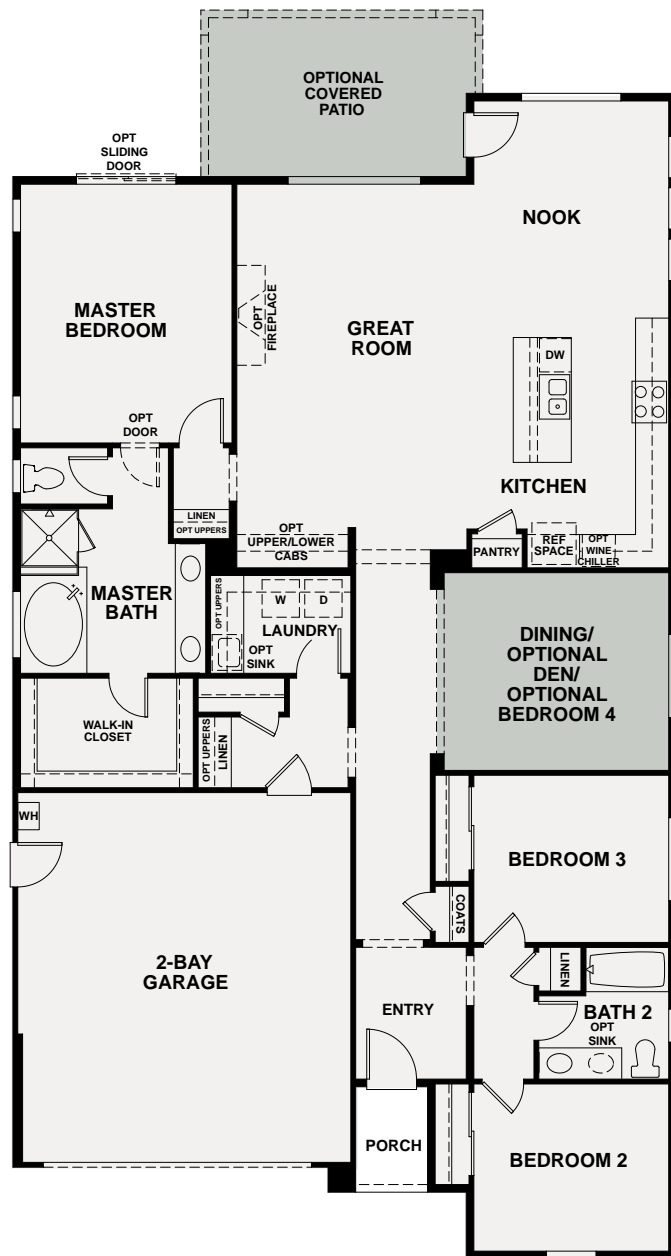 OPTIONAL
COVERED
PATIO
OPT
SLIDING
DOOR
NOOK
MASTER
BEDROOM
OPT
FIREPLACE
GREAT
ROOM
DW
OPT
DOOR
KITCHEN
LINEN
OPT UPPERS
OPT
UPPER/LOWER
CABS
PANTRY
REF
SPACE
OPT
WINE
CHILLER
MASTER
BATH
OPT UPPERS
W
D
LAUNDRY
OPT
SINK
DINING/
OPTIONAL
DEN/
OPTIONAL
BEDROOM 4
WALK-IN
CLOSET
OPT UPPERS
LINEN
WH
BEDROOM 3
COATS
2-BAY
GARAGE
LINEN
ENTRY
BATH 2
OPT
SINK
PORCH
BEDROOM 2